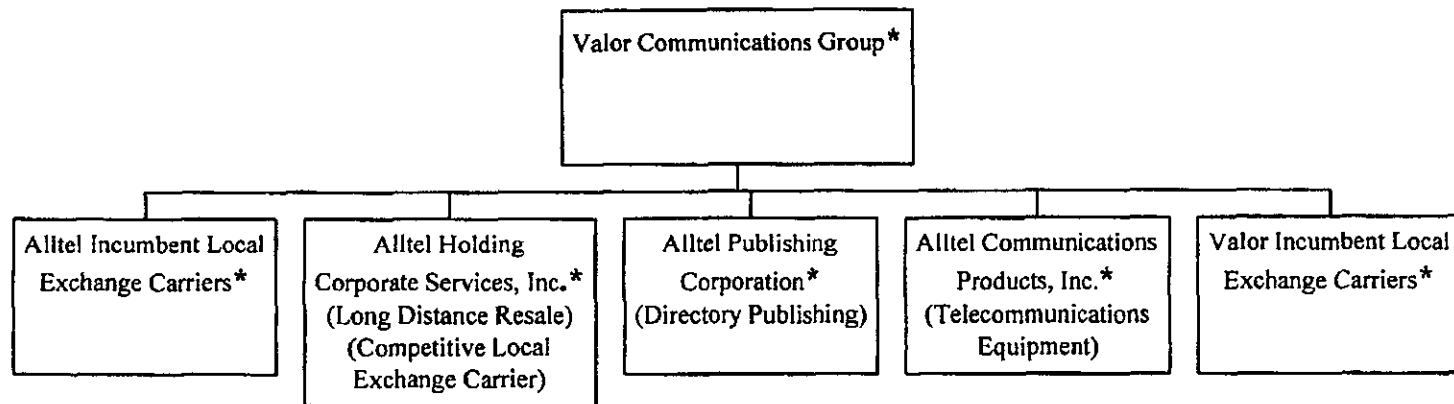 Valor Communications Group*
Alltel Incumbent Local
Exchange Carriers*
Alltel Holding
Corporate Services, Inc.*
(Long Distance Resale)
(Competitive Local
Exchange Carrier)
Alltel Publishing
Corporation*
(Directory Publishing)
Alltel Communications
Products, Inc.*
(Telecommunications
Equipment)
Valor Incumbent Local
Exchange Carriers*